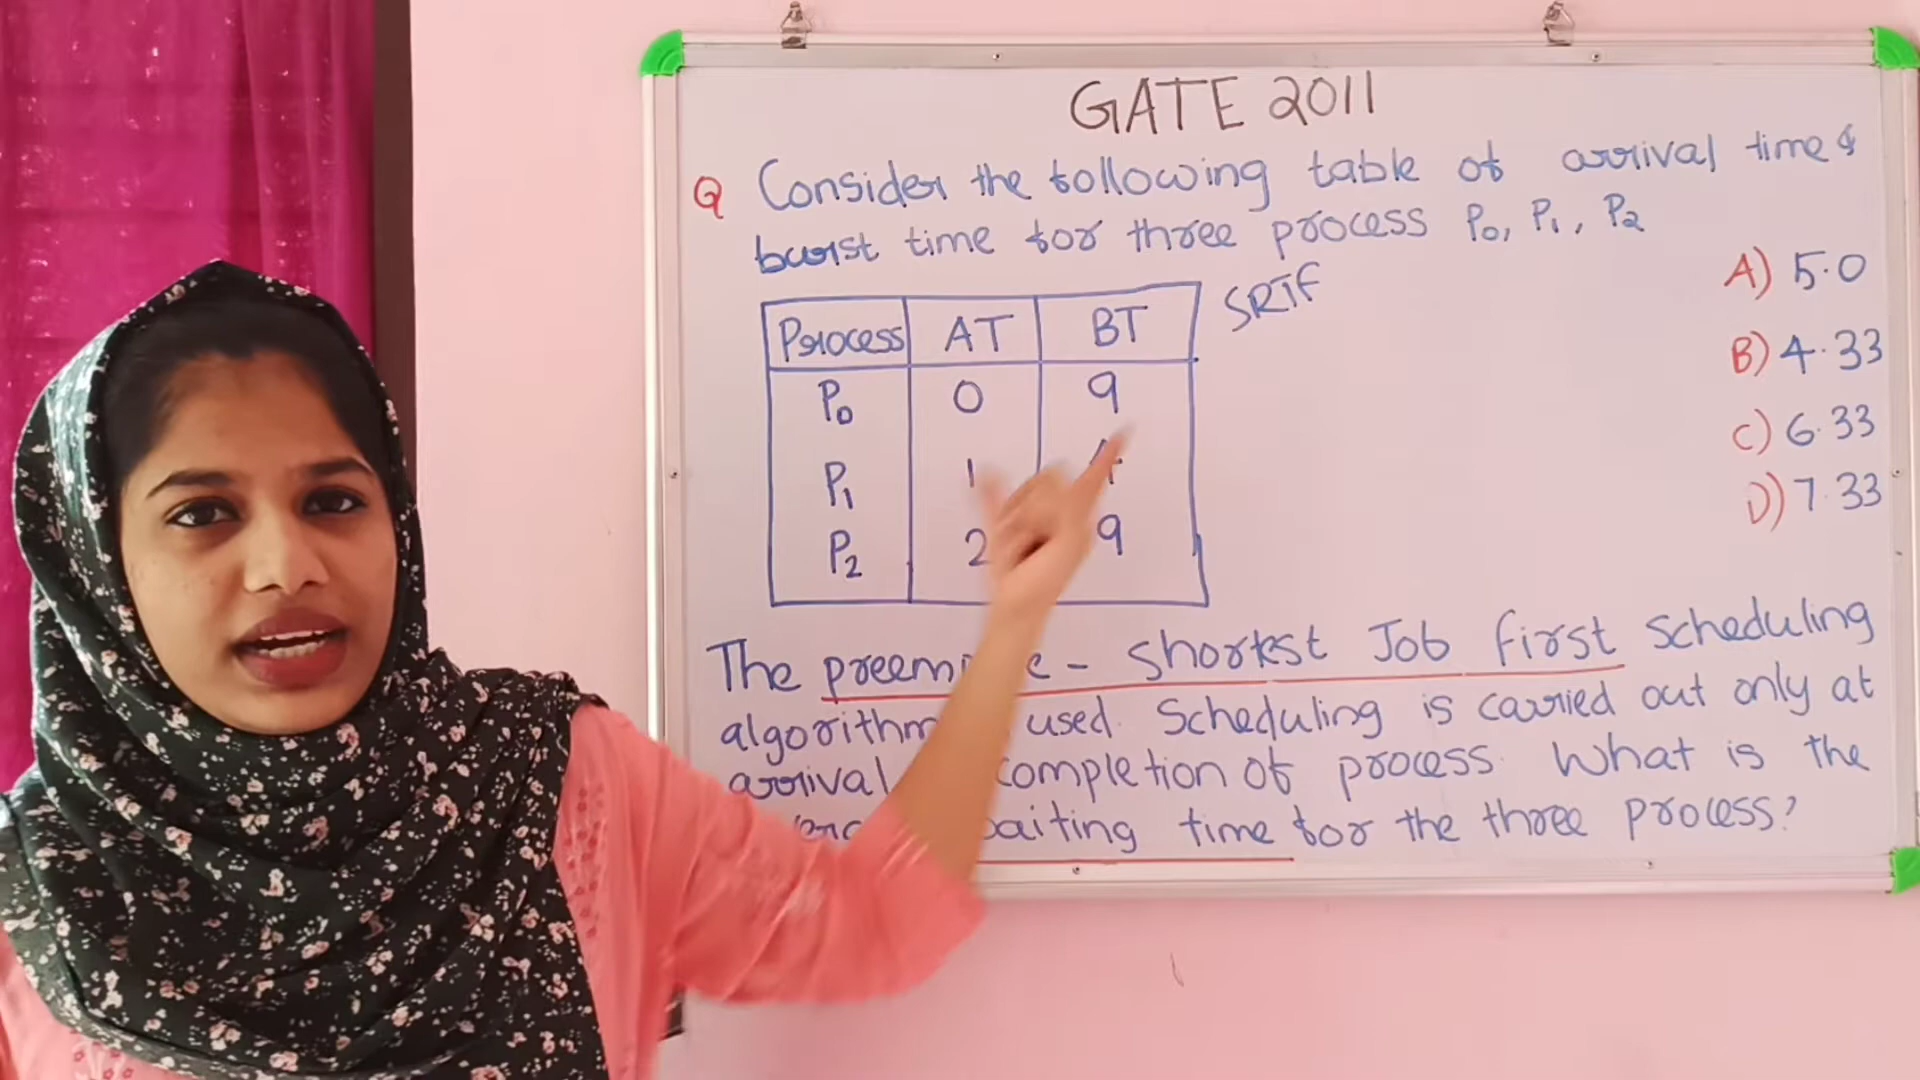 GATE 2011
Q Consider the following table of arrival time &
burst time for three process P0, P1, P2
SRTF
Process AT BT
P0 0 9
P1 1 4
P2 2 9
A) 5.0
B) 4.33
C) 6.33
D) 7.33
The - Shortest Job First Scheduling
used. Scheduling is carried out only at
arrival completion of process. What is the
waiting time for the three process?